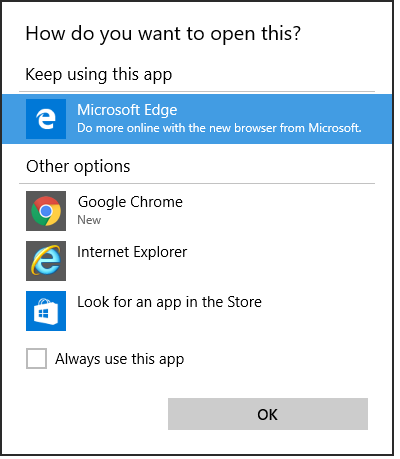 How do you want to open this?
Keep using this app
Microsoft Edge
Do more online with the new browser from Microsoft.
Other options
Google Chrome
New
Internet Explorer
Look for an app in the Store
Always use this app
OK